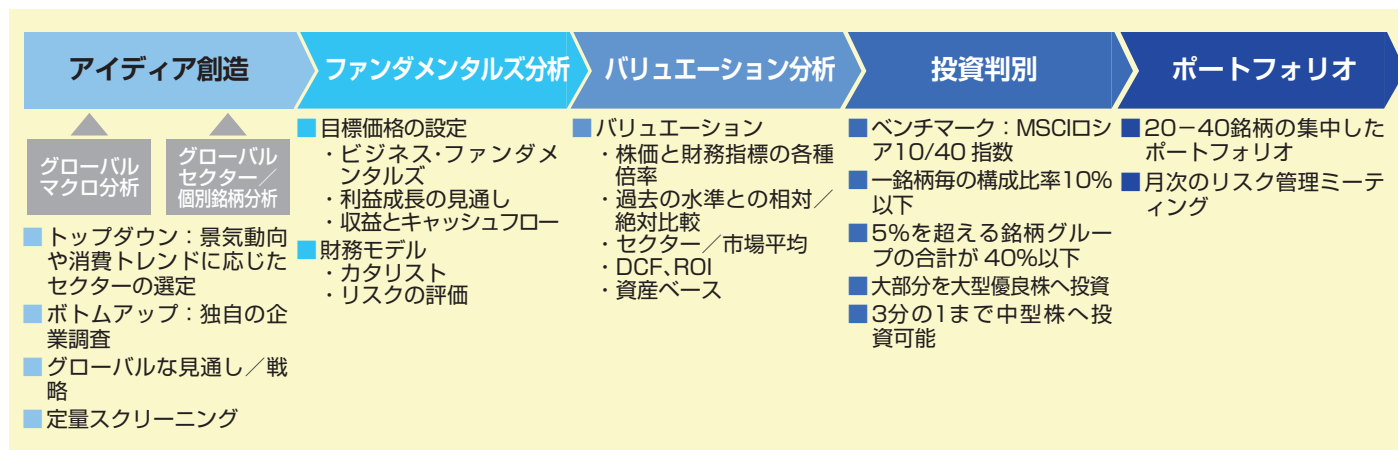 アイディア創造
ファンダメンタルズ分析
バリュエーション分析
投資判別
ポートフォリオ
グローバル
マクロ分析
グローバル
セクター／
個別銘柄分析
■トップダウン：景気動向
や消費トレンドに応じた
セクターの選定
■ボトムアップ：独自の企
業調査
■グローバルな見通し／戦
略
■定量スクリーニング
■目標価格の設定
・ビジネス・ファンダメ
ンタルズ
・利益成長の見通し
・収益とキャッシュフロー
■財務モデル
・カタリスト
・リスクの評価
■バリュエーション
・株価と財務指標の各種
倍率
・過去の水準との相対／
絶対比較
・セクター／市場平均
・DCF、ROI
・資産ベース
■ベンチマーク：MSCIロシ
ア10/40 指数
■一銘柄毎の構成比率10%
以下
■5%を超える銘柄グルー
プの合計が 40%以下
■大部分を大型優良株へ投資
■3分の1まで中型株へ投
資可能
■20－40銘柄の集中した
ポートフォリオ
■月次のリスク管理ミーテ
ィング